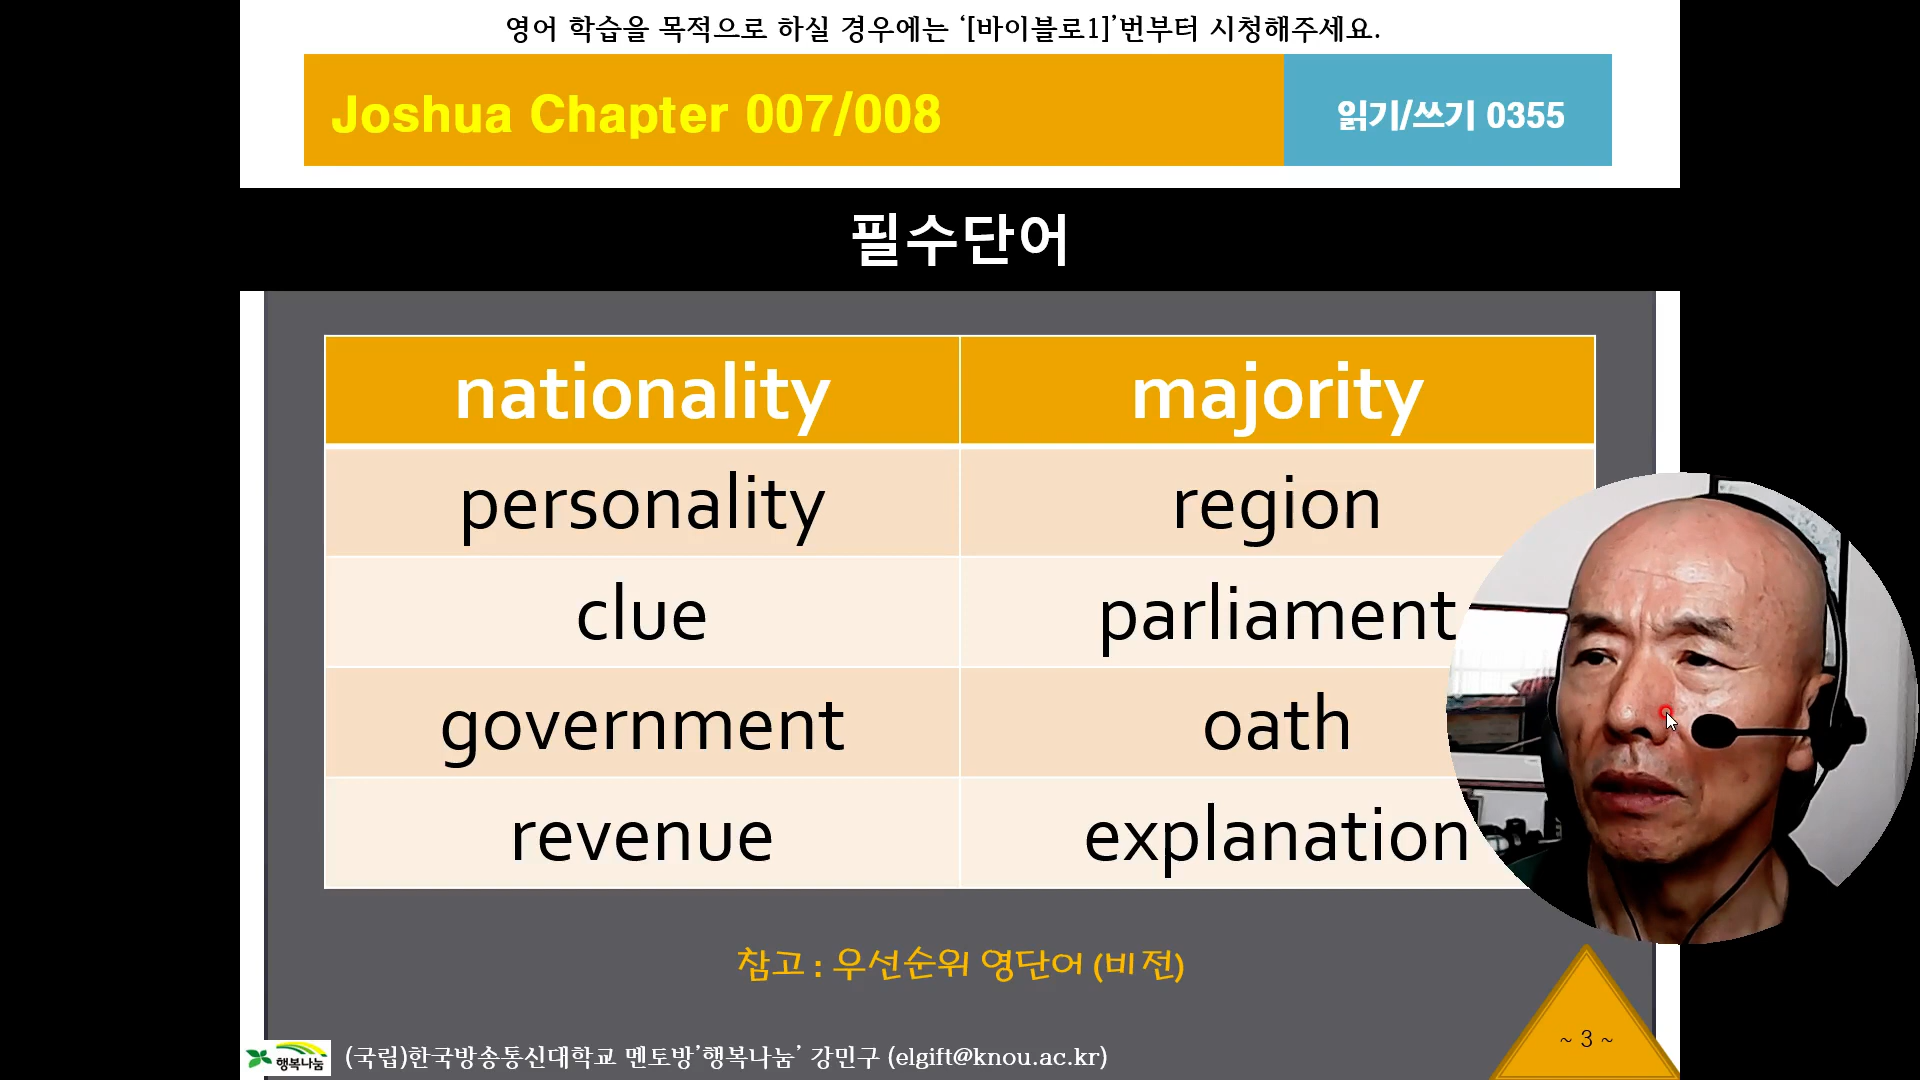 영어 학습을 목적으로 하실 경우에는 ‘[바이블로1]’번부터 시청해주세요.
Joshua Chapter 007/008
읽기/쓰기 0355
필수단어
nationality majority
personality region
clue parliament
government oath
revenue explanation
참고 : 우선순위 영단어 (비전)
~ 3 ~
행복나눔
(국립)한국방송통신대학교 멘토방’행복나눔’ 강민구 (elgift@knou.ac.kr)